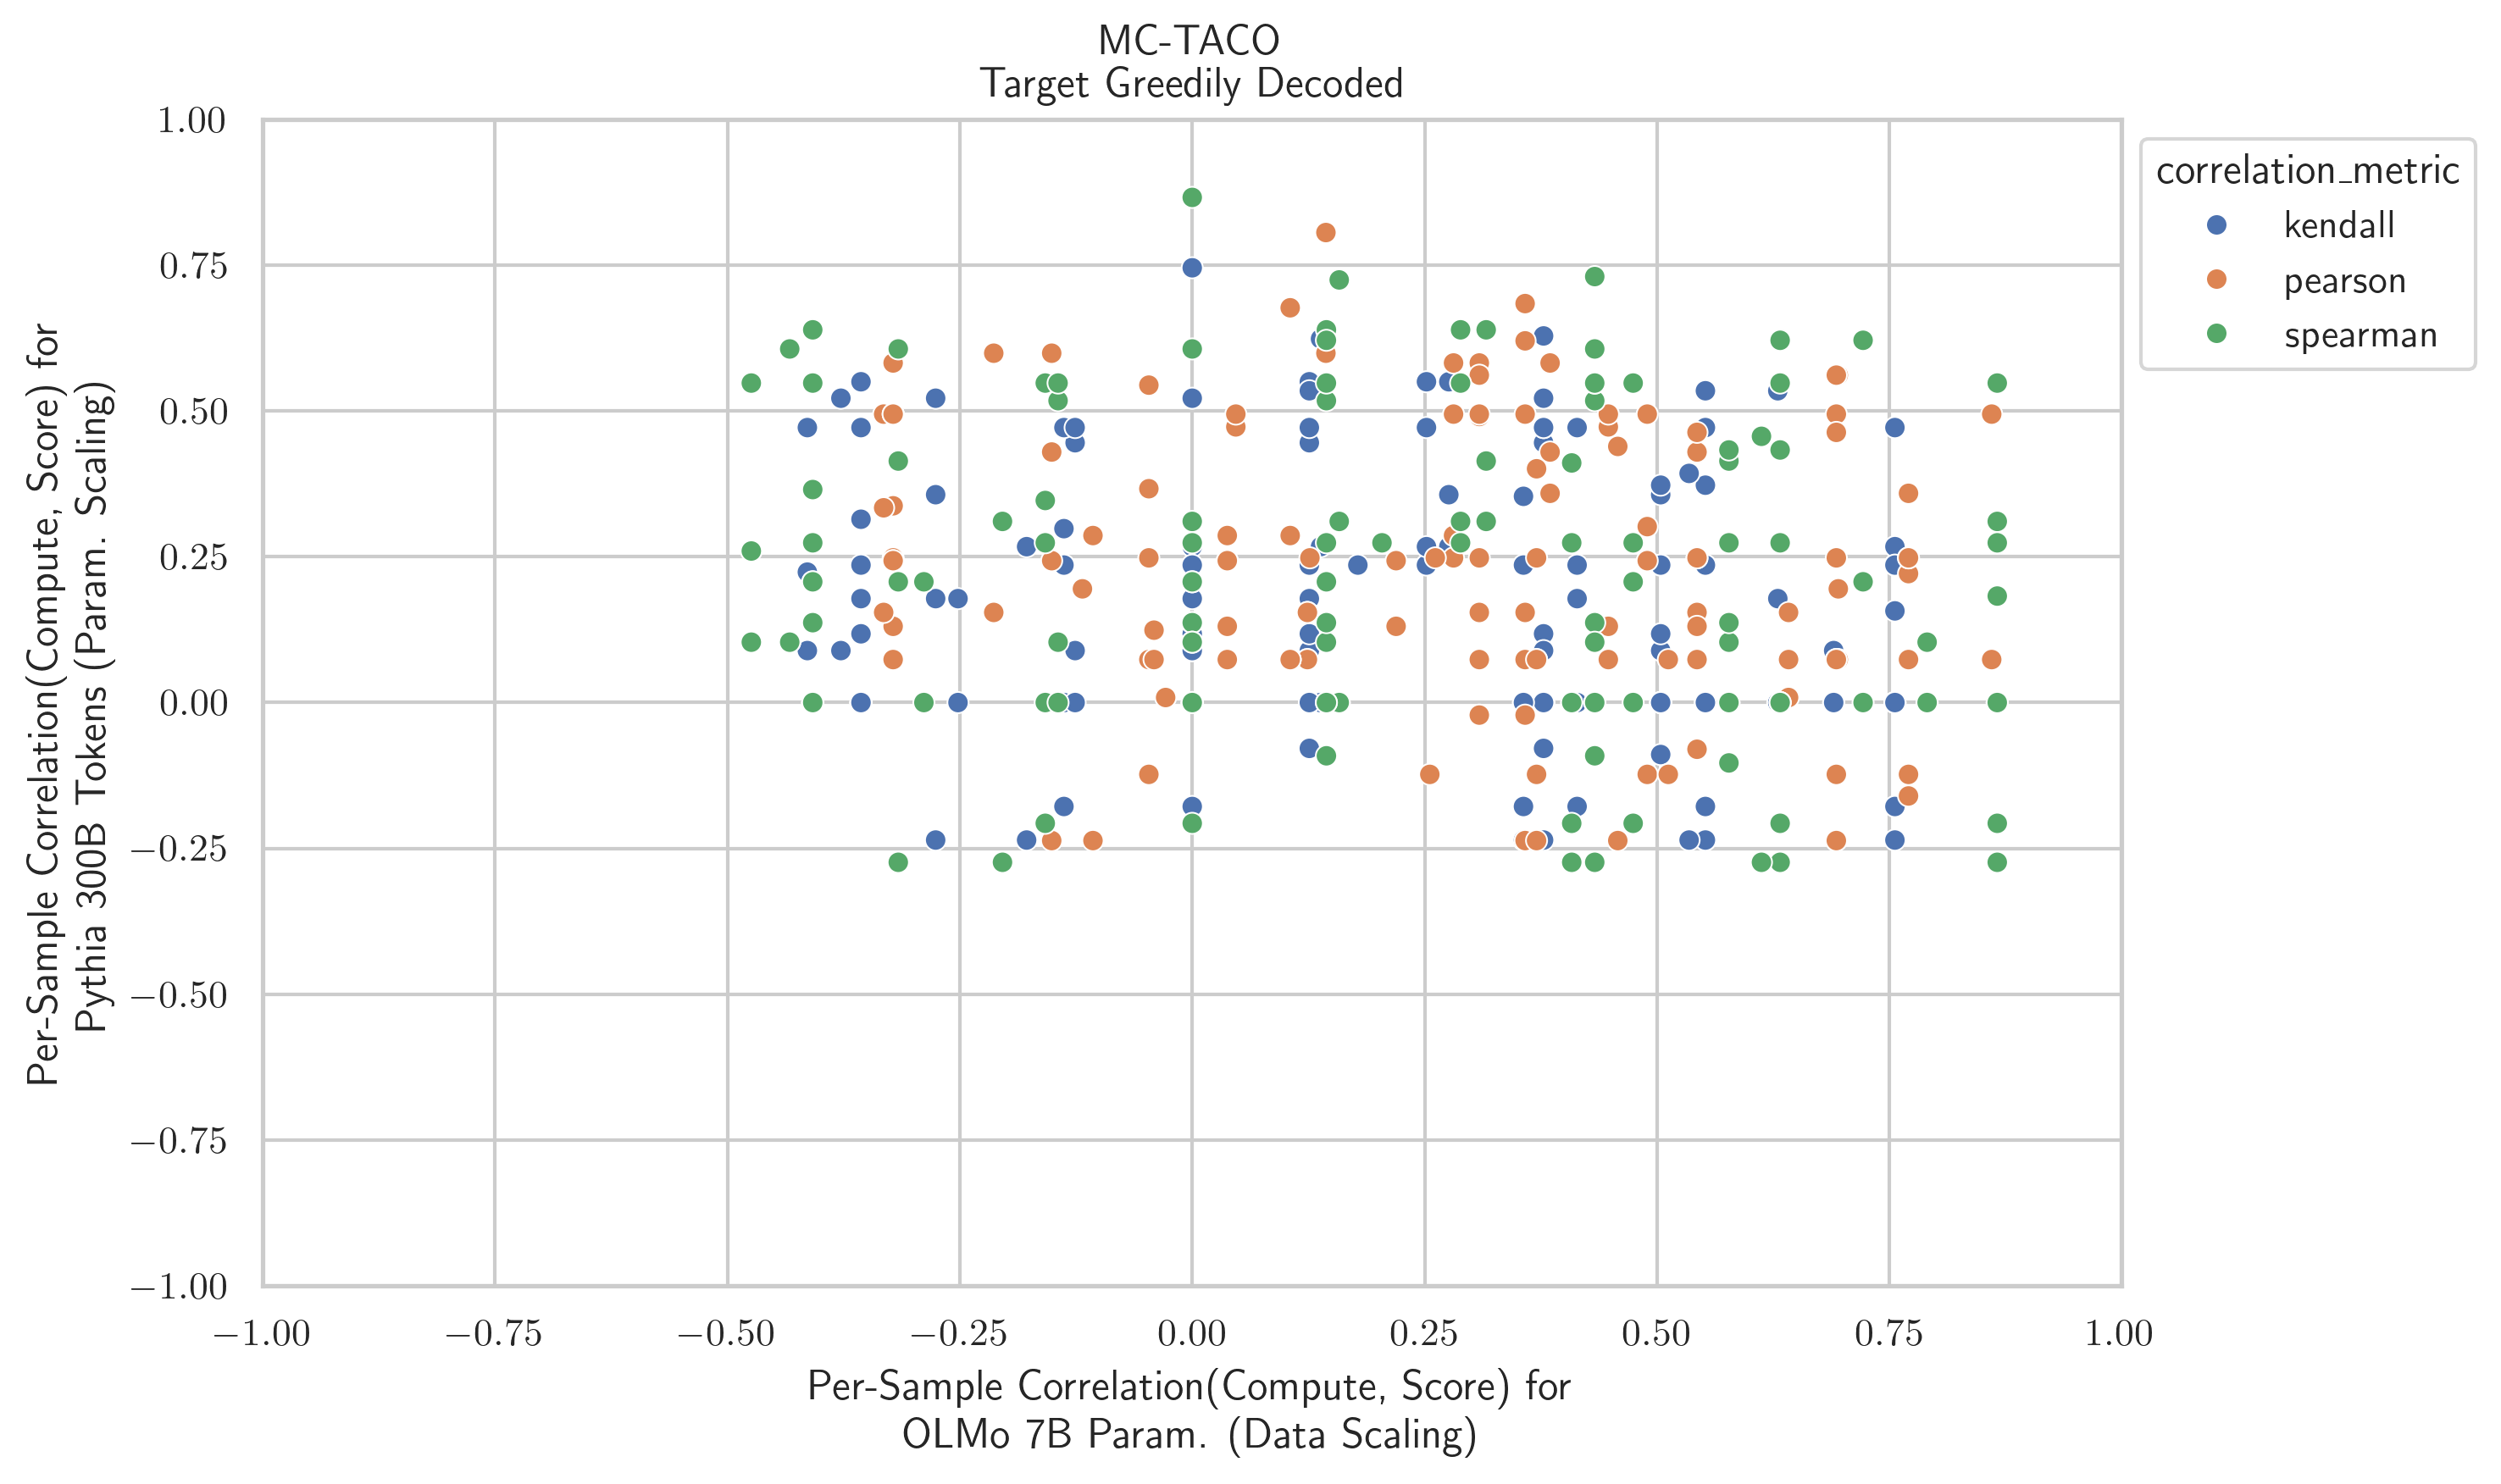 MC-TACO
Target Greedily Decoded
Per-Sample Correlation(Compute, Score) for
Pythia 300B Tokens (Param. Scaling)
1.00
0.75
0.50
0.25
0.00
−0.25
−0.50
−0.75
−1.00
−1.00 −0.75 −0.50 −0.25 0.00 0.25 0.50 0.75 1.00
Per-Sample Correlation(Compute, Score) for
OLMo 7B Param. (Data Scaling)
correlation_metric
kendall
pearson
spearman